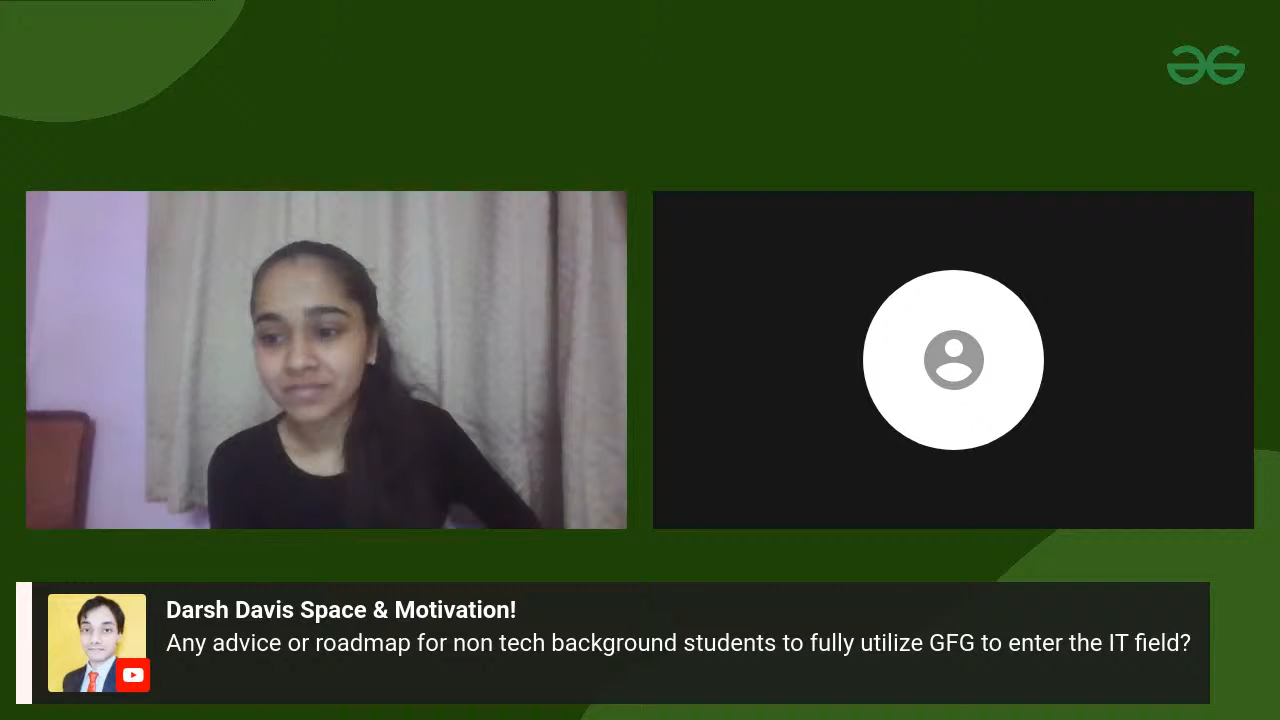 Darsh Davis Space & Motivation!
Any advice or roadmap for non tech background students to fully utilize GFG to enter the IT field?